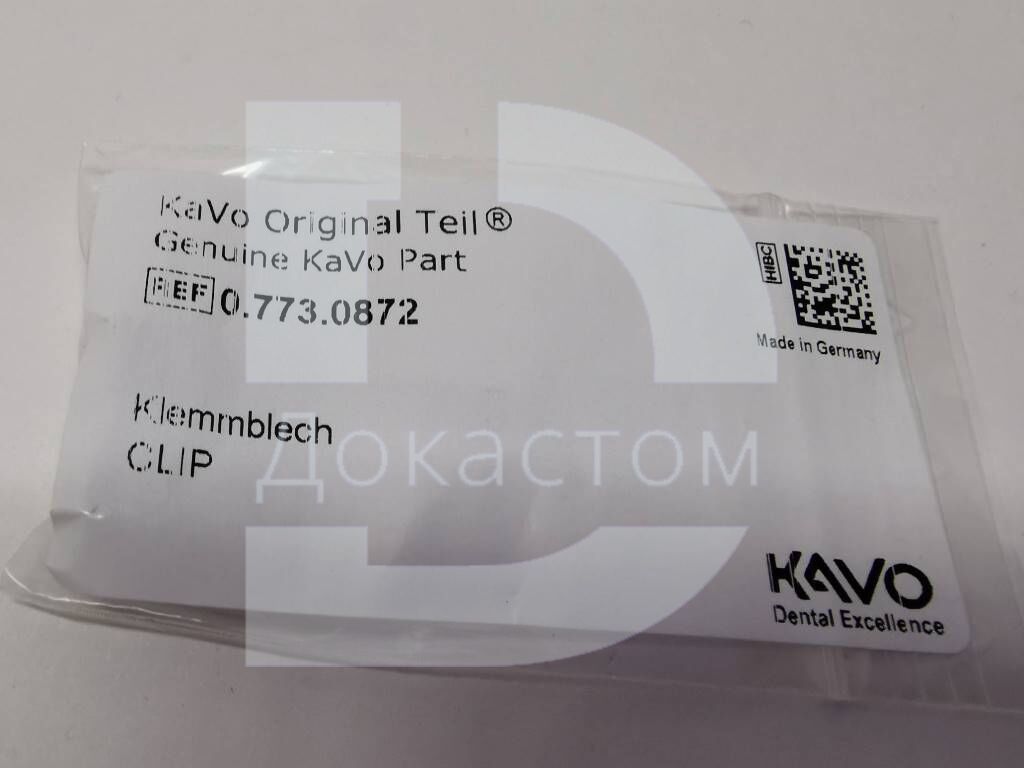 KaVo Original Teil®
Genuine KaVo Part
REF 0.773.0872
HIBC
Made in Germany
Klemmblech
CLIP
Докастом
KAVO
Dental Excellence